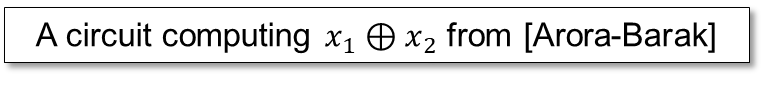 A circuit computing x₁ ⊕ x₂ from [Arora-Barak]